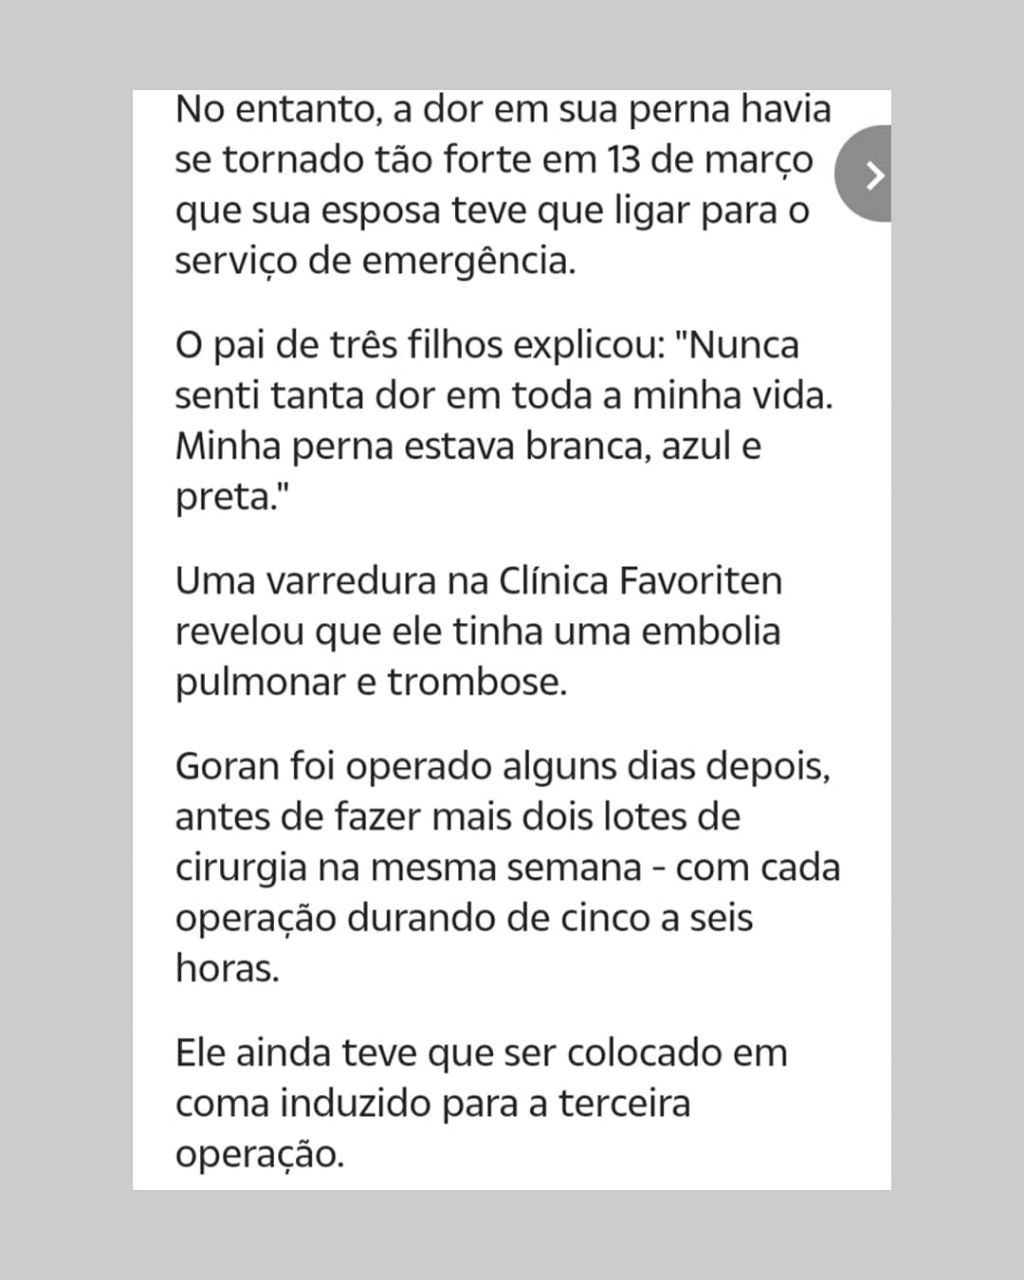 No entanto, a dor em sua perna havia
se tornado tão forte em 13 de março
que sua esposa teve que ligar para o
serviço de emergência.
O pai de três filhos explicou: "Nunca
senti tanta dor em toda a minha vida.
Minha perna estava branca, azul e
preta."
Uma varredura na Clínica Favoriten
revelou que ele tinha uma embolia
pulmonar e trombose.
Goran foi operado alguns dias depois,
antes de fazer mais dois lotes de
cirurgia na mesma semana - com cada
operação durando de cinco a seis
horas.
Ele ainda teve que ser colocado em
coma induzido para a terceira
operação.